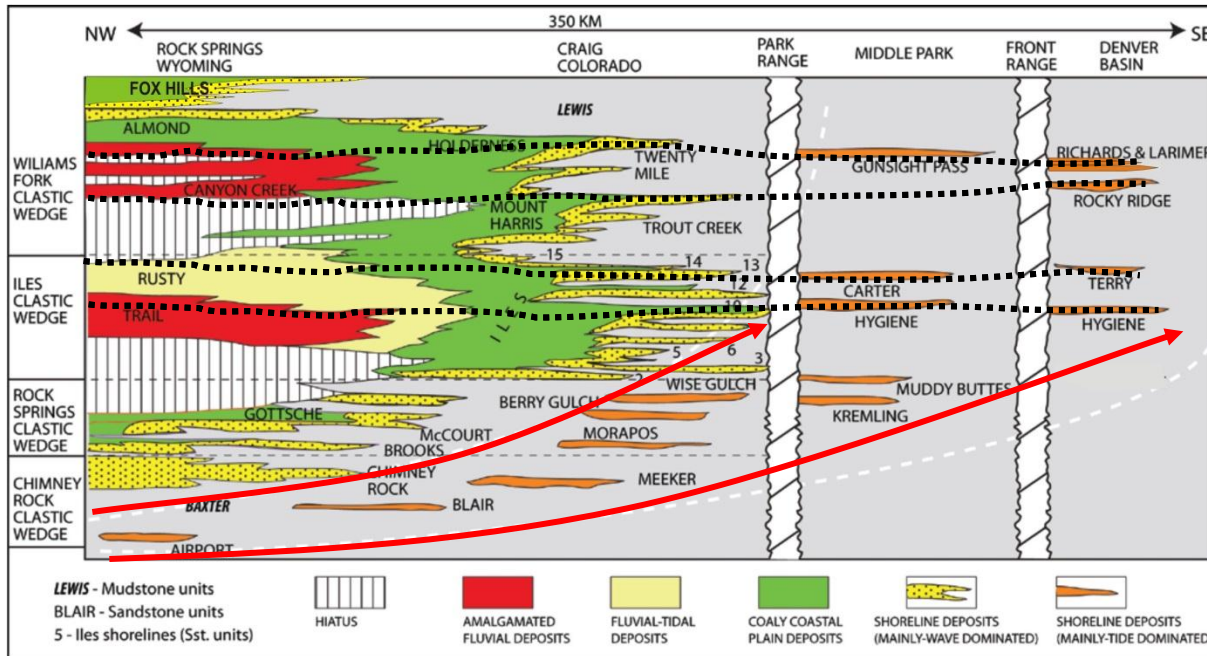 350 KM
NW
SE
ROCK SPRINGS
WYOMING
CRAIG
COLORADO
PARK
RANGE
MIDDLE PARK
FRONT
RANGE
DENVER
BASIN
FOX HILLS
LEWIS
ALMOND
HOLDERNESS
TWENTY
MILE
GUNSIGHT PASS
RICHARDS & LARIMER
WILIAMS
FORK
CLASTIC
WEDGE
CANYON CREEK
ROCKY RIDGE
MOUNT
HARRIS
TROUT CREEK
15
14
13
ILES
CLASTIC
WEDGE
RUSTY
12
CARTER
TERRY
TRAIL
ILES
10
HYGIENE
HYGIENE
5
6
3
2
WISE GULCH
MUDDY BUTTES
ROCK
SPRINGS
CLASTIC
WEDGE
GOTTSCHE
BERRY GULCH
KREMLING
McCOURT
BROOKS
MORAPOS
CHIMNEY
ROCK
CLASTIC
WEDGE
CHIMNEY
ROCK
MEEKER
BAXTER
BLAIR
AIRPORT
LEWIS - Mudstone units
BLAIR - Sandstone units
5 - Iles shorelines (Sst. units)
HIATUS
AMALGAMATED
FLUVIAL DEPOSITS
FLUVIAL-TIDAL
DEPOSITS
COALY COASTAL
PLAIN DEPOSITS
SHORELINE DEPOSITS
(MAINLY-WAVE DOMINATED)
SHORELINE DEPOSITS
(MAINLY-TIDE DOMINATED)